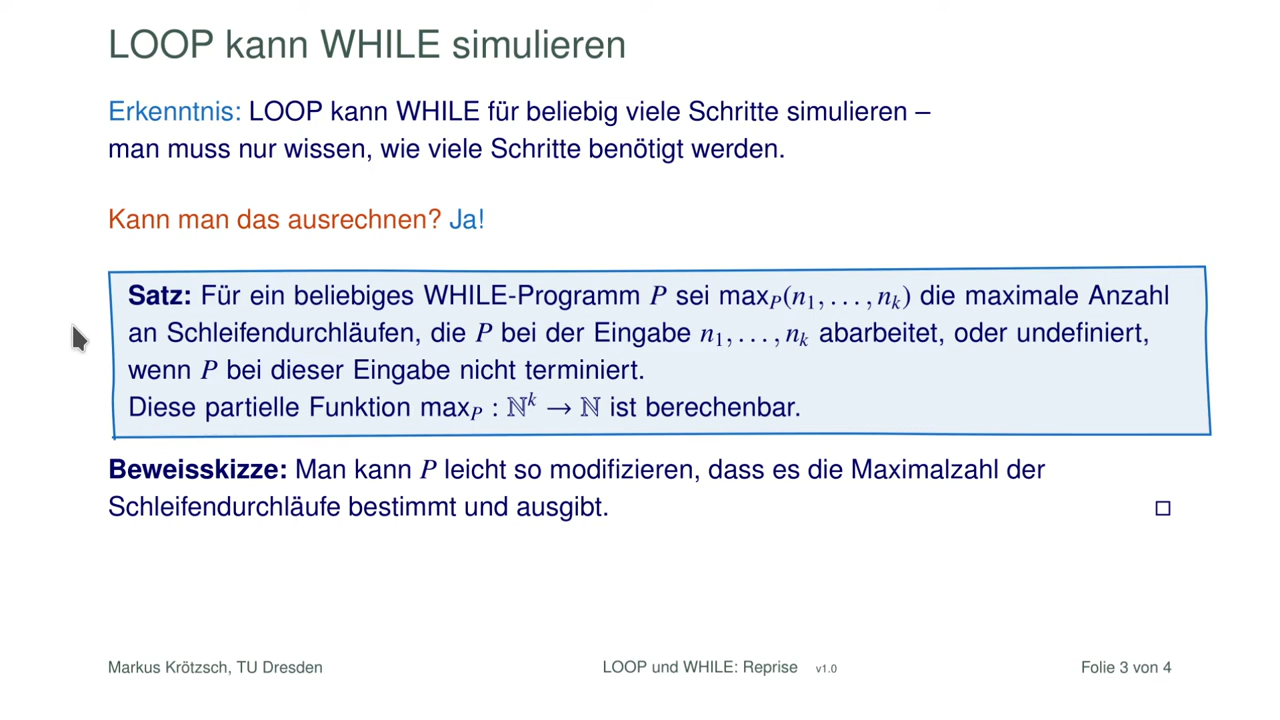 LOOP kann WHILE simulieren
Erkenntnis: LOOP kann WHILE für beliebig viele Schritte simulieren –
man muss nur wissen, wie viele Schritte benötigt werden.
Kann man das ausrechnen? Ja!
Satz: Für ein beliebiges WHILE-Programm P sei max_P(n₁, …, n_k) die maximale Anzahl
an Schleifendurchläufen, die P bei der Eingabe n₁, …, n_k abarbeitet, oder undefiniert,
wenn P bei dieser Eingabe nicht terminiert.
Diese partielle Funktion max_P : ℕᵏ → ℕ ist berechenbar.
Beweisskizze: Man kann P leicht so modifizieren, dass es die Maximalzahl der
Schleifendurchläufe bestimmt und ausgibt. □
Markus Krötzsch, TU Dresden LOOP und WHILE: Reprise v1.0 Folie 3 von 4